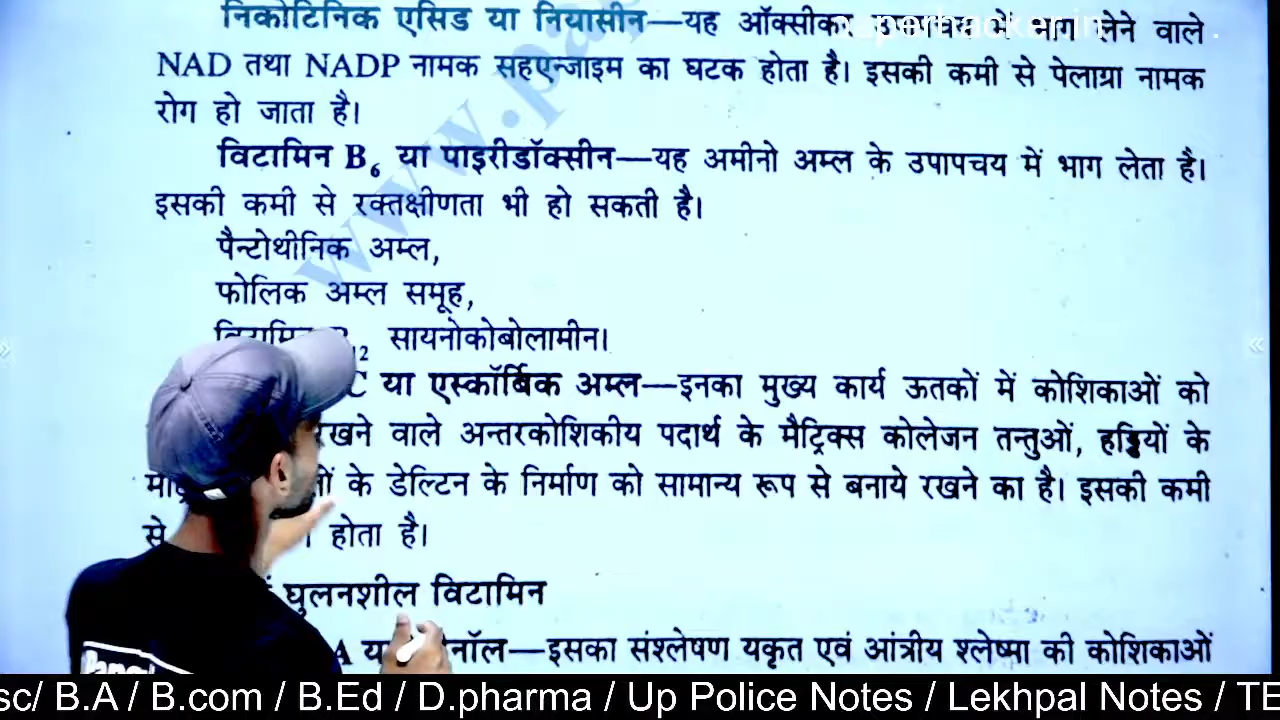 निकोटिनिक एसिड या नियासीन—यह ऑक्सीकर उपापचय में भाग लेने वाले
NAD तथा NADP नामक सहएन्जाइम का घटक होता है। इसकी कमी से पेलाग्रा नामक
रोग हो जाता है।
विटामिन B6 या पाइरीडॉक्सीन—यह अमीनो अम्ल के उपापचय में भाग लेता है।
इसकी कमी से रक्तक्षीणता भी हो सकती है।
पैन्टोथीनिक अम्ल,
फोलिक अम्ल समूह,
12 सायनोकोबोलामीन।
C या एस्कॉर्बिक अम्ल—इनका मुख्य कार्य ऊतकों में कोशिकाओं को
रखने वाले अन्तरकोशिकीय पदार्थ के मैट्रिक्स कोलेजन तन्तुओं, हड्डियों के
के डेल्टिन के निर्माण को सामान्य रूप से बनाये रखने का है। इसकी कमी
से होता है।
घुलनशील विटामिन
A इसका संश्लेषण यकृत एवं आंत्रीय श्लेष्मा की कोशिकाओं
sc/ B.A / B.com / B.Ed / D.pharma / Up Police Notes / Lekhpal Notes / TE